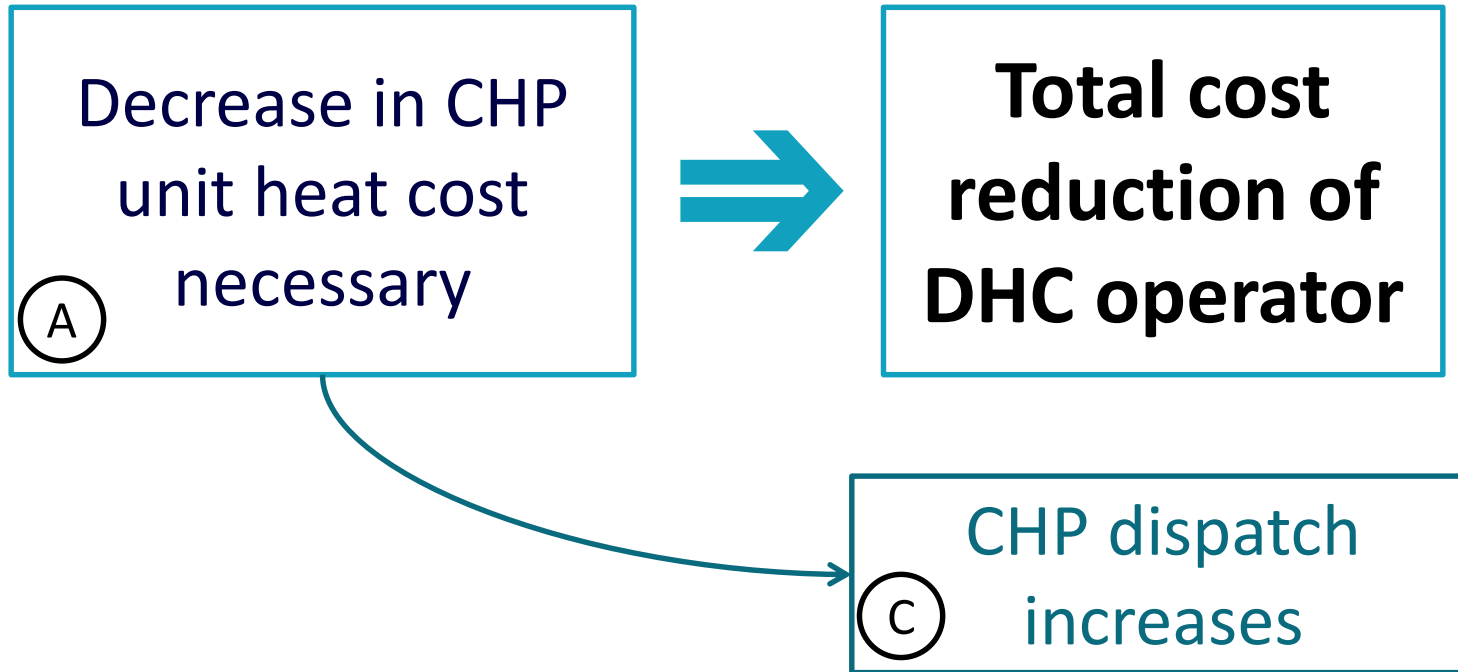 Decrease in CHP
unit heat cost
necessary
A
Total cost
reduction of
DHC operator
CHP dispatch
increases
C